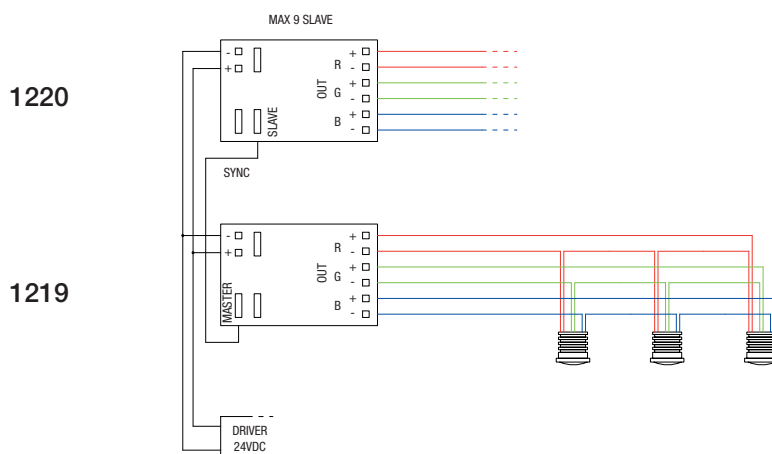 MAX 9 SLAVE
1220
-
+
SLAVE
OUT
R
G
B
+
-
+
-
+
-
SYNC
1219
-
+
MASTER
OUT
R
G
B
+
-
+
-
+
-
DRIVER
24VDC